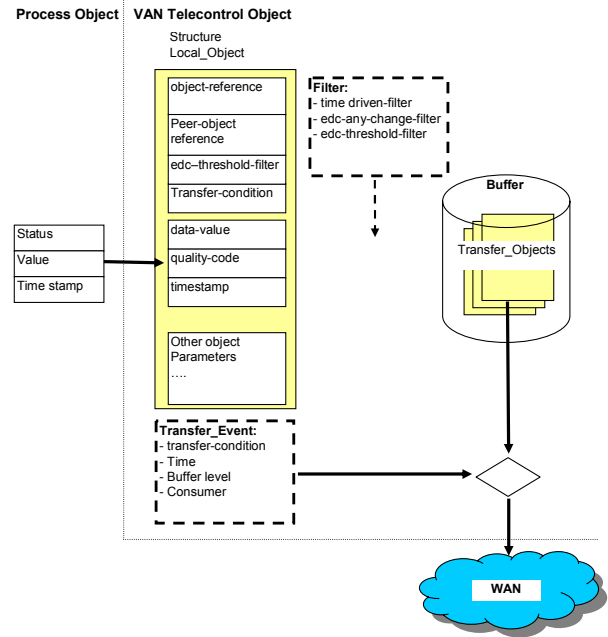 Process Object
VAN Telecontrol Object
Structure
Local_Object
object-reference
Peer-object
reference
edc–threshold-filter
Transfer-condition
data-value
quality-code
timestamp
Other object
Parameters
....
Filter:
- time driven-filter
- edc-any-change-filter
- edc-threshold-filter
Buffer
Transfer_Objects
Status
Value
Time stamp
Transfer_Event:
- transfer-condition
- Time
- Buffer level
- Consumer
WAN